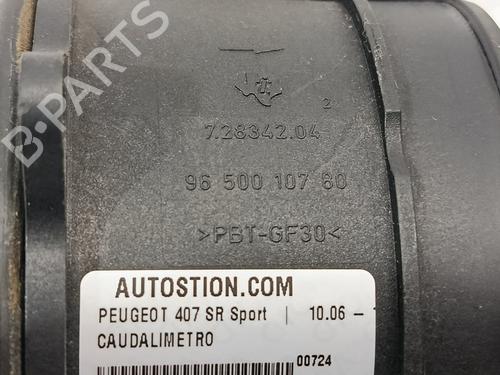 2
7.28342.04
96 500 107 80
>PBT-GF30<
AUTOSTION.COM
PEUGEOT 407 SR Sport | 10.06 -
CAUDALIMETRO
00724
B-PARTS